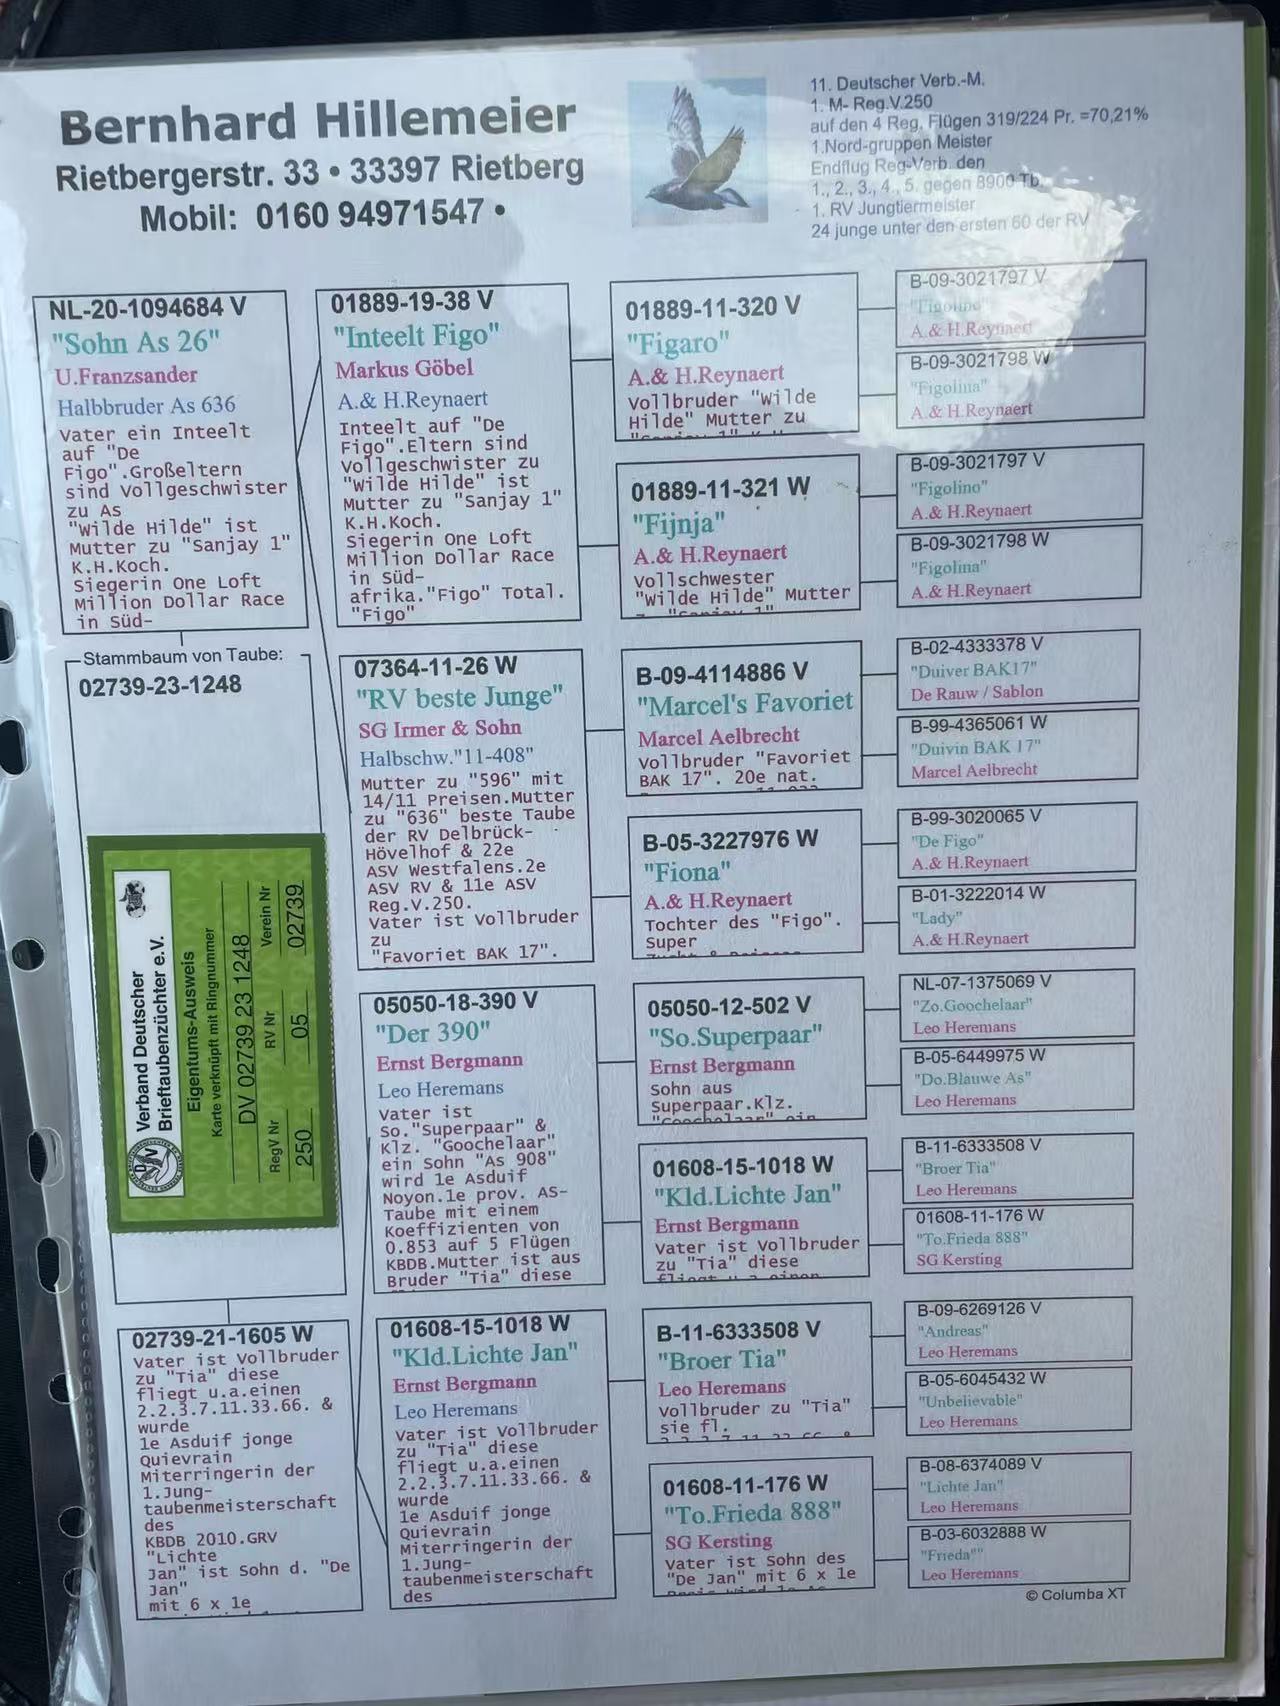 Bernhard Hillemeier
Rietbergerstr. 33 • 33397 Rietberg
Mobil: 0160 94971547 •
11. Deutscher Verb.-M.
1. M- Reg.V.250
auf den 4 Reg. Flügen 319/224 Pr. =70,21%
1.Nord-gruppen Meister
Endflug Reg-Verb. den
1., 2., 3., 4., 5. gegen 8900 Tb.
1. RV Jungtiermeister
24 junge unter den ersten 60 der RV
NL-20-1094684 V
"Sohn As 26"
U.Franzsander
Halbbruder As 636
Vater ein Inteelt
auf "De
Figo".Großeltern
sind Vollgeschwister
zu As
"Wilde Hilde" ist
Mutter zu "Sanjay 1"
K.H.Koch.
Siegerin One Loft
Million Dollar Race
in Süd-
Stammbaum von Taube:
02739-23-1248
Verband Deutscher
Brieftaubenzüchter e.V.
Eigentums-Ausweis
Karte verknüpft mit Ringnummer
DV 02739 23 1248
RegV Nr
RV Nr
Verein Nr
250
05
02739
02739-21-1605 W
Vater ist Vollbruder
zu "Tia" diese
fliegt u.a.einen
2.2.3.7.11.33.66. &
wurde
1e Asduif jonge
Quievrain
Miterringerin der
1.Jung-
taubenmeisterschaft
des
KBDB 2010.GRV
"Lichte
Jan" ist Sohn d. "De
Jan"
mit 6 x 1e
01889-19-38 V
"Inteelt Figo"
Markus Göbel
A.& H.Reynaert
Inteelt auf "De
Figo".Eltern sind
Vollgeschwister zu
"Wilde Hilde" ist
Mutter zu "Sanjay 1"
K.H.Koch.
Siegerin One Loft
Million Dollar Race
in Süd-
afrika."Figo" Total.
"Figo"
07364-11-26 W
"RV beste Junge"
SG Irmer & Sohn
Halbschw."11-408"
Mutter zu "596" mit
14/11 Preisen.Mutter
zu "636" beste Taube
der RV Delbrück-
Hövelhof & 22e
ASV Westfalens.2e
ASV RV & 11e ASV
Reg.V.250.
Vater ist Vollbruder
zu
"Favoriet BAK 17".
05050-18-390 V
"Der 390"
Ernst Bergmann
Leo Heremans
Vater ist
So."Superpaar" &
Klz. "Goochelaar"
ein Sohn "As 908"
wird 1e Asduif
Noyon.1e prov. AS-
Taube mit einem
Koeffizienten von
0.853 auf 5 Flügen
KBDB.Mutter ist aus
Bruder "Tia" diese
01608-15-1018 W
"Kld.Lichte Jan"
Ernst Bergmann
Leo Heremans
Vater ist Vollbruder
zu "Tia" diese
fliegt u.a.einen
2.2.3.7.11.33.66. &
wurde
1e Asduif jonge
Quievrain
Miterringerin der
1.Jung-
taubenmeisterschaft
des
01889-11-320 V
"Figaro"
A.& H.Reynaert
Vollbruder "Wilde
Hilde" Mutter zu
01889-11-321 W
"Fijnja"
A.& H.Reynaert
Vollschwester
"Wilde Hilde" Mutter
B-09-4114886 V
"Marcel's Favoriet
Marcel Aelbrecht
Vollbruder "Favoriet
BAK 17". 20e nat.
B-05-3227976 W
"Fiona"
A.& H.Reynaert
Tochter des "Figo".
Super
05050-12-502 V
"So.Superpaar"
Ernst Bergmann
Sohn aus
Superpaar.Klz.
01608-15-1018 W
"Kld.Lichte Jan"
Ernst Bergmann
Vater ist Vollbruder
zu "Tia" diese
B-11-6333508 V
"Broer Tia"
Leo Heremans
Vollbruder zu "Tia"
sie fl.
01608-11-176 W
"To.Frieda 888"
SG Kersting
Vater ist Sohn des
"De Jan" mit 6 x 1e
B-09-3021797 V
"Figolino"
A.& H.Reynaert
B-09-3021798 W
"Figolina"
A.& H.Reynaert
B-09-3021797 V
"Figolino"
A.& H.Reynaert
B-09-3021798 W
"Figolina"
A.& H.Reynaert
B-02-4333378 V
"Duiver BAK17"
De Rauw / Sablon
B-99-4365061 W
"Duivin BAK 17"
Marcel Aelbrecht
B-99-3020065 V
"De Figo"
A.& H.Reynaert
B-01-3222014 W
"Lady"
A.& H.Reynaert
NL-07-1375069 V
"Zo.Goochelaar"
Leo Heremans
B-05-6449975 W
"Do.Blauwe As"
Leo Heremans
B-11-6333508 V
"Broer Tia"
Leo Heremans
01608-11-176 W
"To.Frieda 888"
SG Kersting
B-09-6269126 V
"Andreas"
Leo Heremans
B-05-6045432 W
"Unbelievable"
Leo Heremans
B-08-6374089 V
"Lichte Jan"
Leo Heremans
B-03-6032888 W
"Frieda""
Leo Heremans
© Columba XT